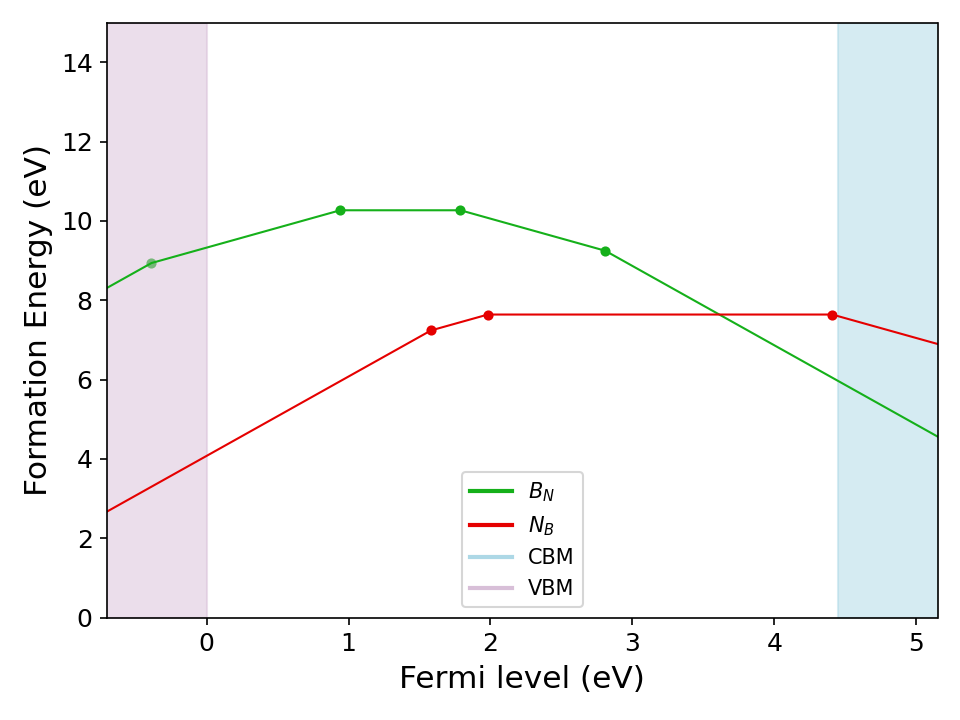 Formation Energy (eV)
14
12
10
8
6
4
2
0
0 1 2 3 4 5
Fermi level (eV)
B_N
N_B
CBM
VBM